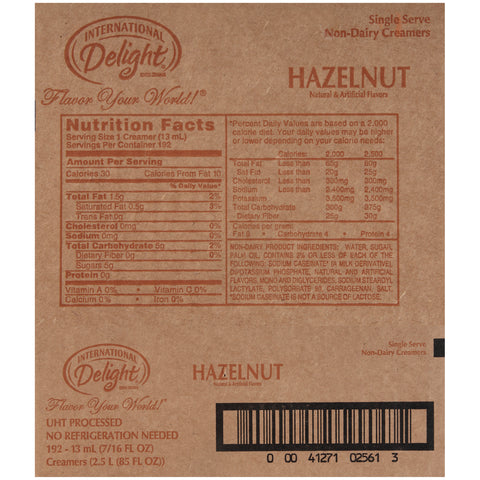 INTERNATIONAL
Delight®
Flavor Your World!®
Single Serve
Non-Dairy Creamers
HAZELNUT
Natural & Artificial Flavors
Nutrition Facts
Serving Size 1 Creamer (13 mL)
Servings Per Container 192
Amount Per Serving
Calories 30 Calories From Fat 10
% Daily Value*
Total Fat 1.5g 2%
Saturated Fat 0.5g 3%
Trans Fat 0g
Cholesterol 0mg 0%
Sodium 0mg 0%
Total Carbohydrate 5g 2%
Dietary Fiber 0g 0%
Sugars 5g
Protein 0g
Vitamin A 0% • Vitamin C 0%
Calcium 0% • Iron 0%
*Percent Daily Values are based on a 2,000
calorie diet. Your daily values may be higher
or lower depending on your calorie needs:
Calories: 2,000 2,500
Total Fat Less than 65g 80g
Sat Fat Less than 20g 25g
Cholesterol Less than 300mg 300mg
Sodium Less than 2,400mg 2,400mg
Potassium 3,500mg 3,500mg
Total Carbohydrate 300g 375g
Dietary Fiber 25g 30g
Calories per gram:
Fat 9 • Carbohydrate 4 • Protein 4
NON-DAIRY PRODUCT INGREDIENTS: WATER, SUGAR,
PALM OIL, CONTAINS 2% OR LESS OF EACH OF THE
FOLLOWING: SODIUM CASEINATE* (A MILK DERIVATIVE),
DIPOTASSIUM PHOSPHATE, NATURAL AND ARTIFICIAL
FLAVORS, MONO AND DIGLYCERIDES, SODIUM STEAROYL
LACTYLATE, POLYSORBATE 60, CARRAGEENAN, SALT.
*SODIUM CASEINATE IS NOT A SOURCE OF LACTOSE.
Single Serve
Non-Dairy Creamers
INTERNATIONAL
Delight®
Flavor Your World!®
HAZELNUT
Natural & Artificial Flavors
UHT PROCESSED
NO REFRIGERATION NEEDED
192 - 13 mL (7/16 FL OZ)
Creamers (2.5 L (85 FL OZ))
0 00 41271 02561 3